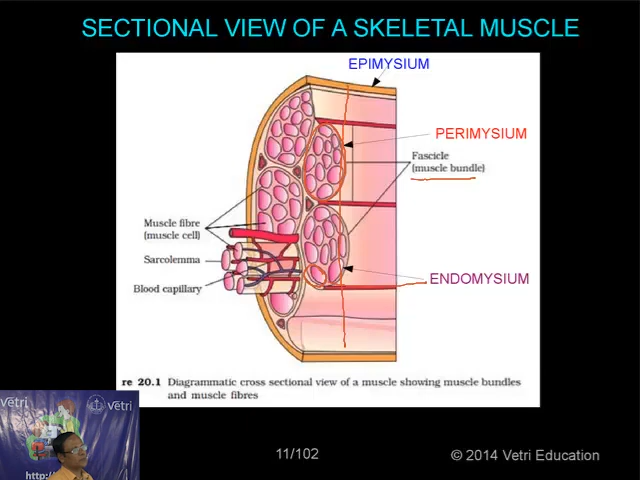 SECTIONAL VIEW OF A SKELETAL MUSCLE
EPIMYSIUM
PERIMYSIUM
Fascicle
(muscle bundle)
Muscle fibre
(muscle cell)
Sarcolemma
ENDOMYSIUM
Blood capillary
re 20.1 Diagrammatic cross sectional view of a muscle showing muscle bundles
and muscle fibres
vetri
vetri
http://
11/102
© 2014 Vetri Education